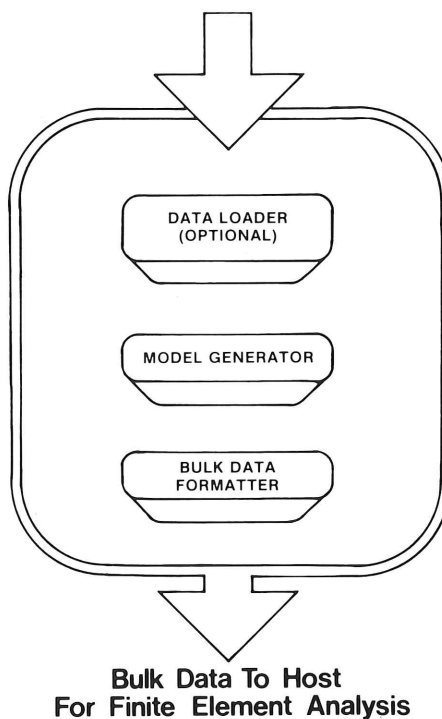 DATA LOADER
(OPTIONAL)
MODEL GENERATOR
BULK DATA
FORMATTER
Bulk Data To Host
For Finite Element Analysis